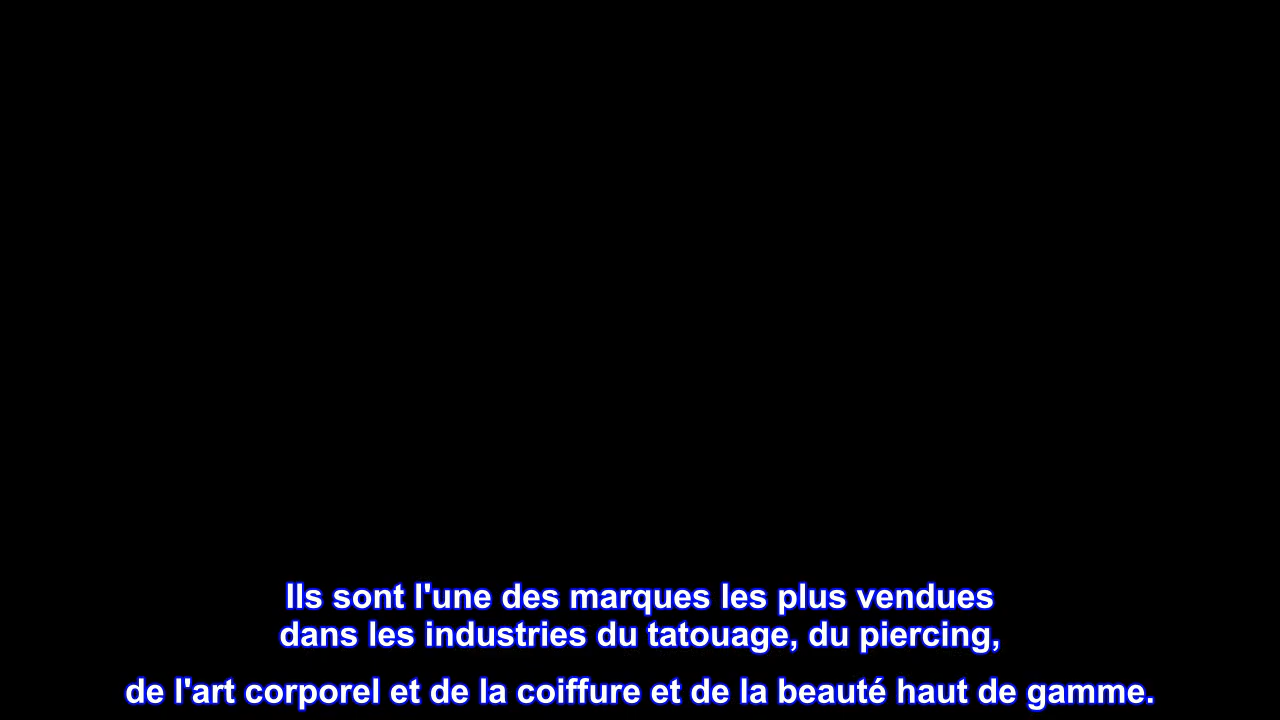 Ils sont l'une des marques les plus vendues
dans les industries du tatouage, du piercing,
de l'art corporel et de la coiffure et de la beauté haut de gamme.